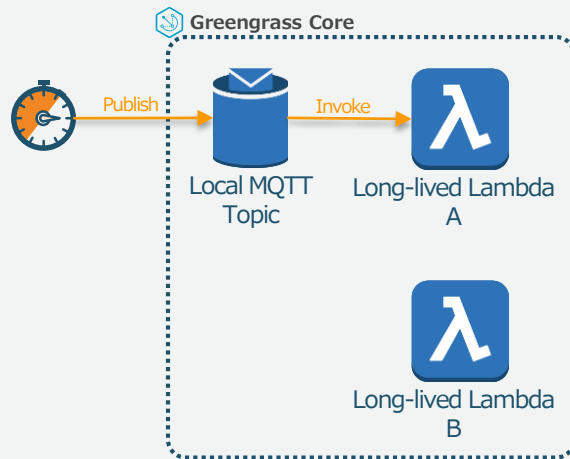 Greengrass Core
Publish
Invoke
Local MQTT
Topic
Long-lived Lambda
A
Long-lived Lambda
B